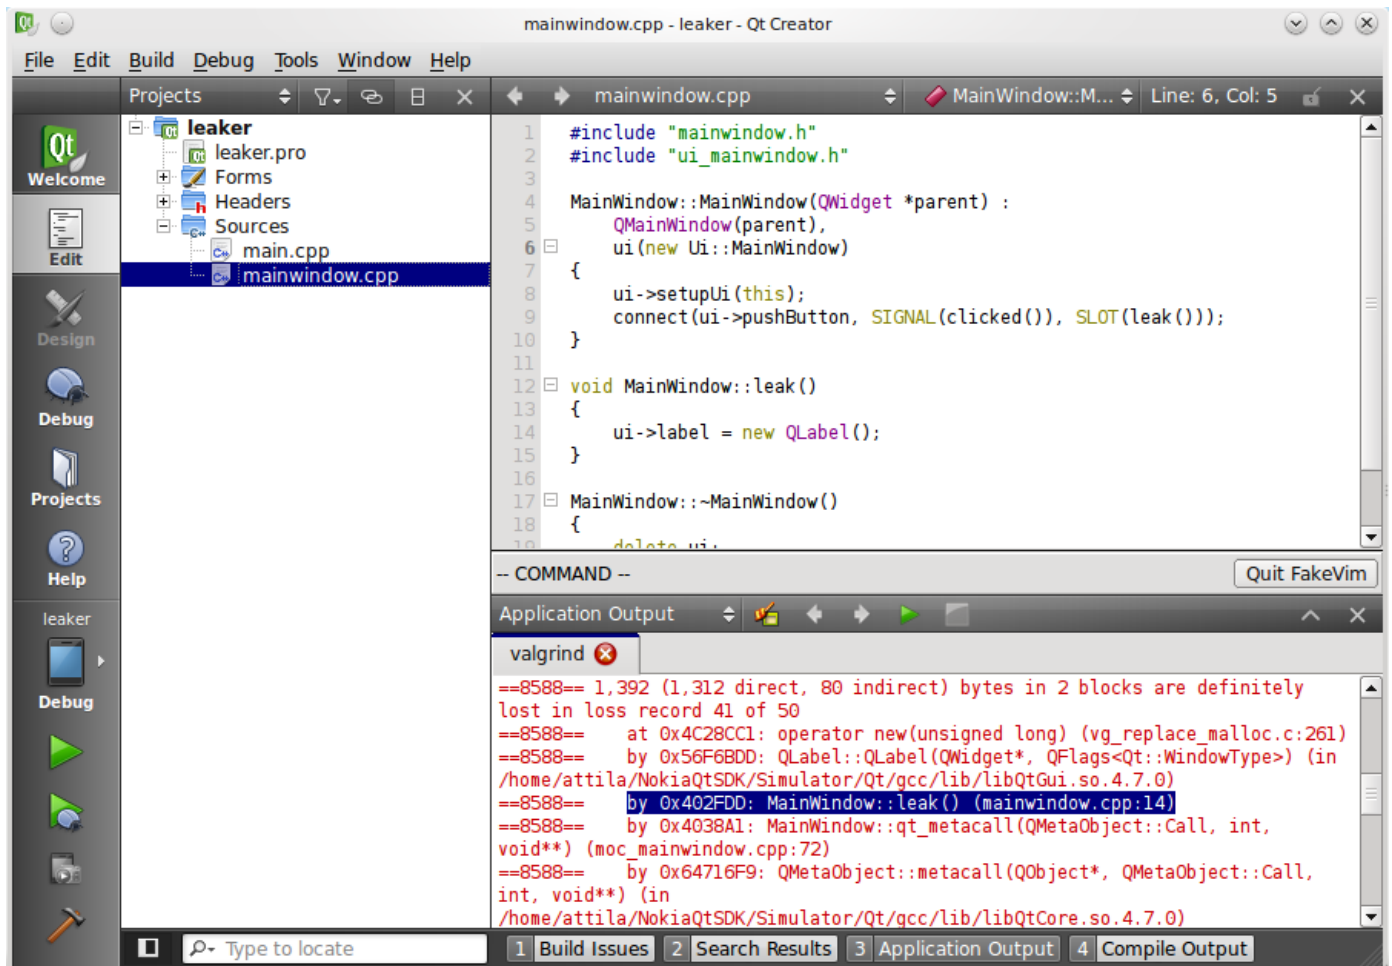 mainwindow.cpp - leaker - Qt Creator
File Edit Build Debug Tools Window Help
Projects
mainwindow.cpp
MainWindow::M...
Line: 6, Col: 5
Qt
Welcome
Edit
Design
Debug
Projects
Help
leaker
Debug
leaker
leaker.pro
Forms
Headers
Sources
main.cpp
mainwindow.cpp
1 #include "mainwindow.h"
2 #include "ui_mainwindow.h"
3
4 MainWindow::MainWindow(QWidget *parent) :
5 QMainWindow(parent),
6 ui(new Ui::MainWindow)
7 {
8 ui->setupUi(this);
9 connect(ui->pushButton, SIGNAL(clicked()), SLOT(leak()));
10 }
11
12 void MainWindow::leak()
13 {
14 ui->label = new QLabel();
15 }
16
17 MainWindow::~MainWindow()
18 {
19 delete ui;
-- COMMAND --
Quit FakeVim
Application Output
valgrind
==8588== 1,392 (1,312 direct, 80 indirect) bytes in 2 blocks are definitely
lost in loss record 41 of 50
==8588== at 0x4C28CC1: operator new(unsigned long) (vg_replace_malloc.c:261)
==8588== by 0x56F6BDD: QLabel::QLabel(QWidget*, QFlags<Qt::WindowType>) (in
/home/attila/NokiaQtSDK/Simulator/Qt/gcc/lib/libQtGui.so.4.7.0)
==8588== by 0x402FDD: MainWindow::leak() (mainwindow.cpp:14)
==8588== by 0x4038A1: MainWindow::qt_metacall(QMetaObject::Call, int,
void**) (moc_mainwindow.cpp:72)
==8588== by 0x64716F9: QMetaObject::metacall(QObject*, QMetaObject::Call,
int, void**) (in
/home/attila/NokiaQtSDK/Simulator/Qt/gcc/lib/libQtCore.so.4.7.0)
Type to locate
1 Build Issues 2 Search Results 3 Application Output 4 Compile Output